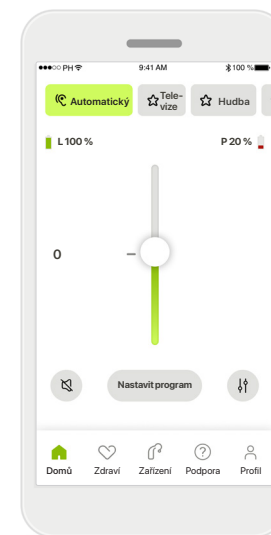 PH
9:41 AM
100 %
Automatický
Tele-
vize
Hudba
L 100 %
P 20 %
0
Nastavit program
Domů
Zdraví
Zařízení
Podpora
Profil